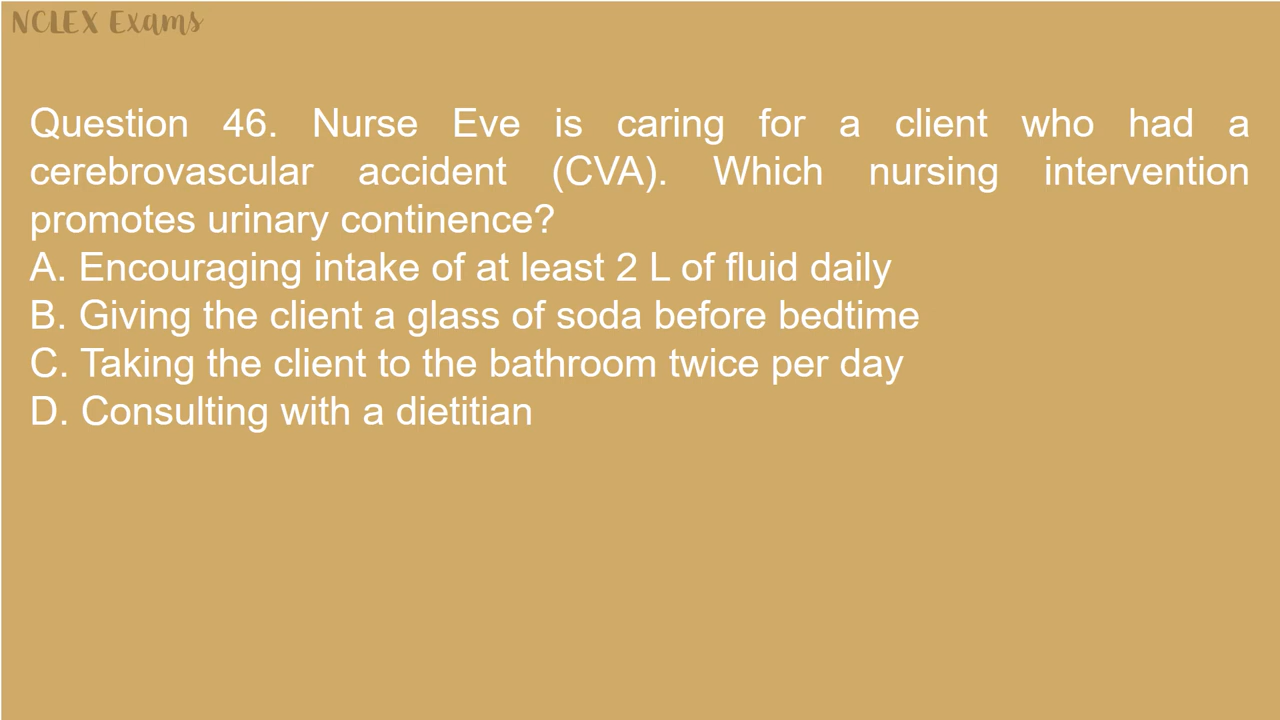 NCLEX Exams
Question 46. Nurse Eve is caring for a client who had a
cerebrovascular accident (CVA). Which nursing intervention
promotes urinary continence?
A. Encouraging intake of at least 2 L of fluid daily
B. Giving the client a glass of soda before bedtime
C. Taking the client to the bathroom twice per day
D. Consulting with a dietitian